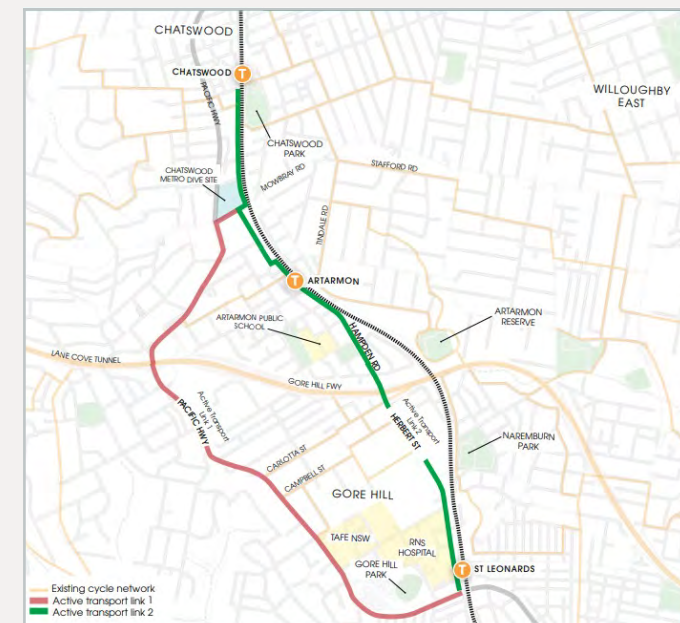 CHATSWOOD
CHATSWOOD
T
PACIFIC HWY
WILLOUGHBY
EAST
CHATSWOOD
PARK
STAFFORD RD
CHATSWOOD
METRO DIVE SITE
MOWBRAY RD
TINDALE RD
T
ARTARMON
ARTARMON PUBLIC
SCHOOL
HAMPDEN RD
ARTARMON
RESERVE
LANE COVE TUNNEL
GORE HILL FWY
Active Transport
Link 1
PACIFIC HWY
Active Transport
Link 2
HERBERT ST
NAREMBURN
PARK
CARLOTTA ST
CAMPBELL ST
GORE HILL
TAFE NSW
RNS
HOSPITAL
GORE HILL
PARK
T
ST LEONARDS
Existing cycle network
Active transport link 1
Active transport link 2